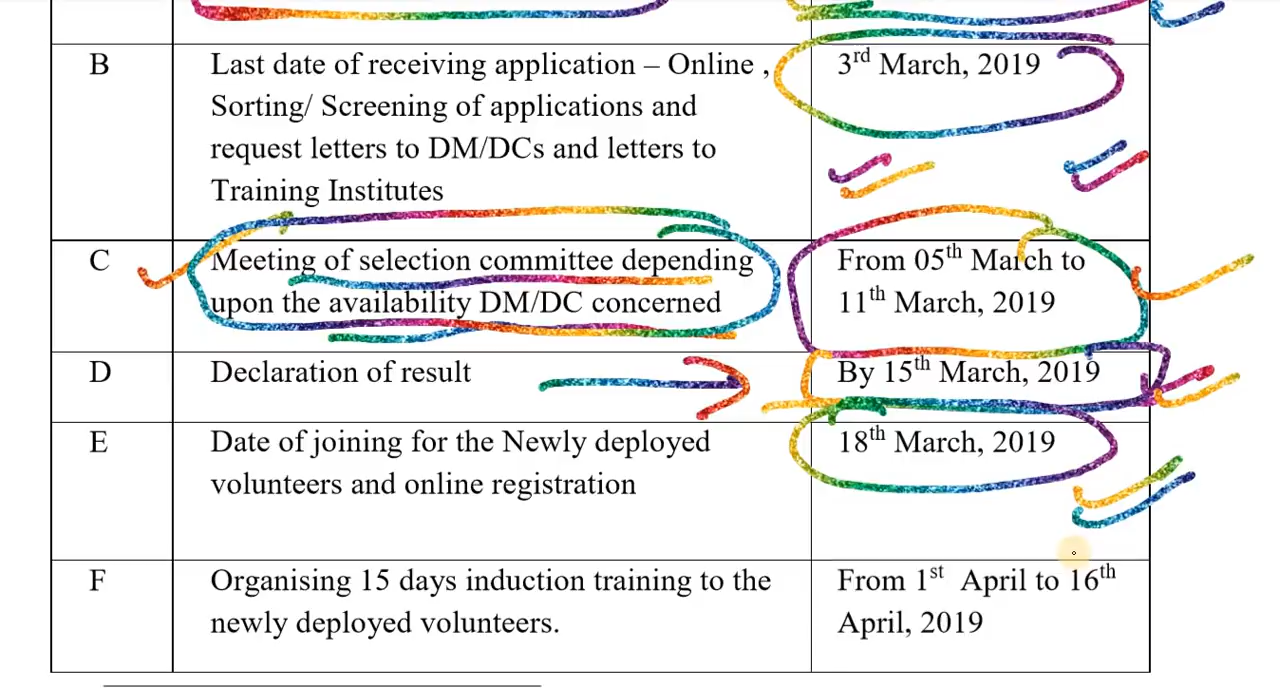 B
Last date of receiving application – Online ,
Sorting/ Screening of applications and
request letters to DM/DCs and letters to
Training Institutes
3rd March, 2019
C
Meeting of selection committee depending
upon the availability DM/DC concerned
From 05th March to
11th March, 2019
D
Declaration of result
By 15th March, 2019
E
Date of joining for the Newly deployed
volunteers and online registration
18th March, 2019
F
Organising 15 days induction training to the
newly deployed volunteers.
From 1st April to 16th
April, 2019